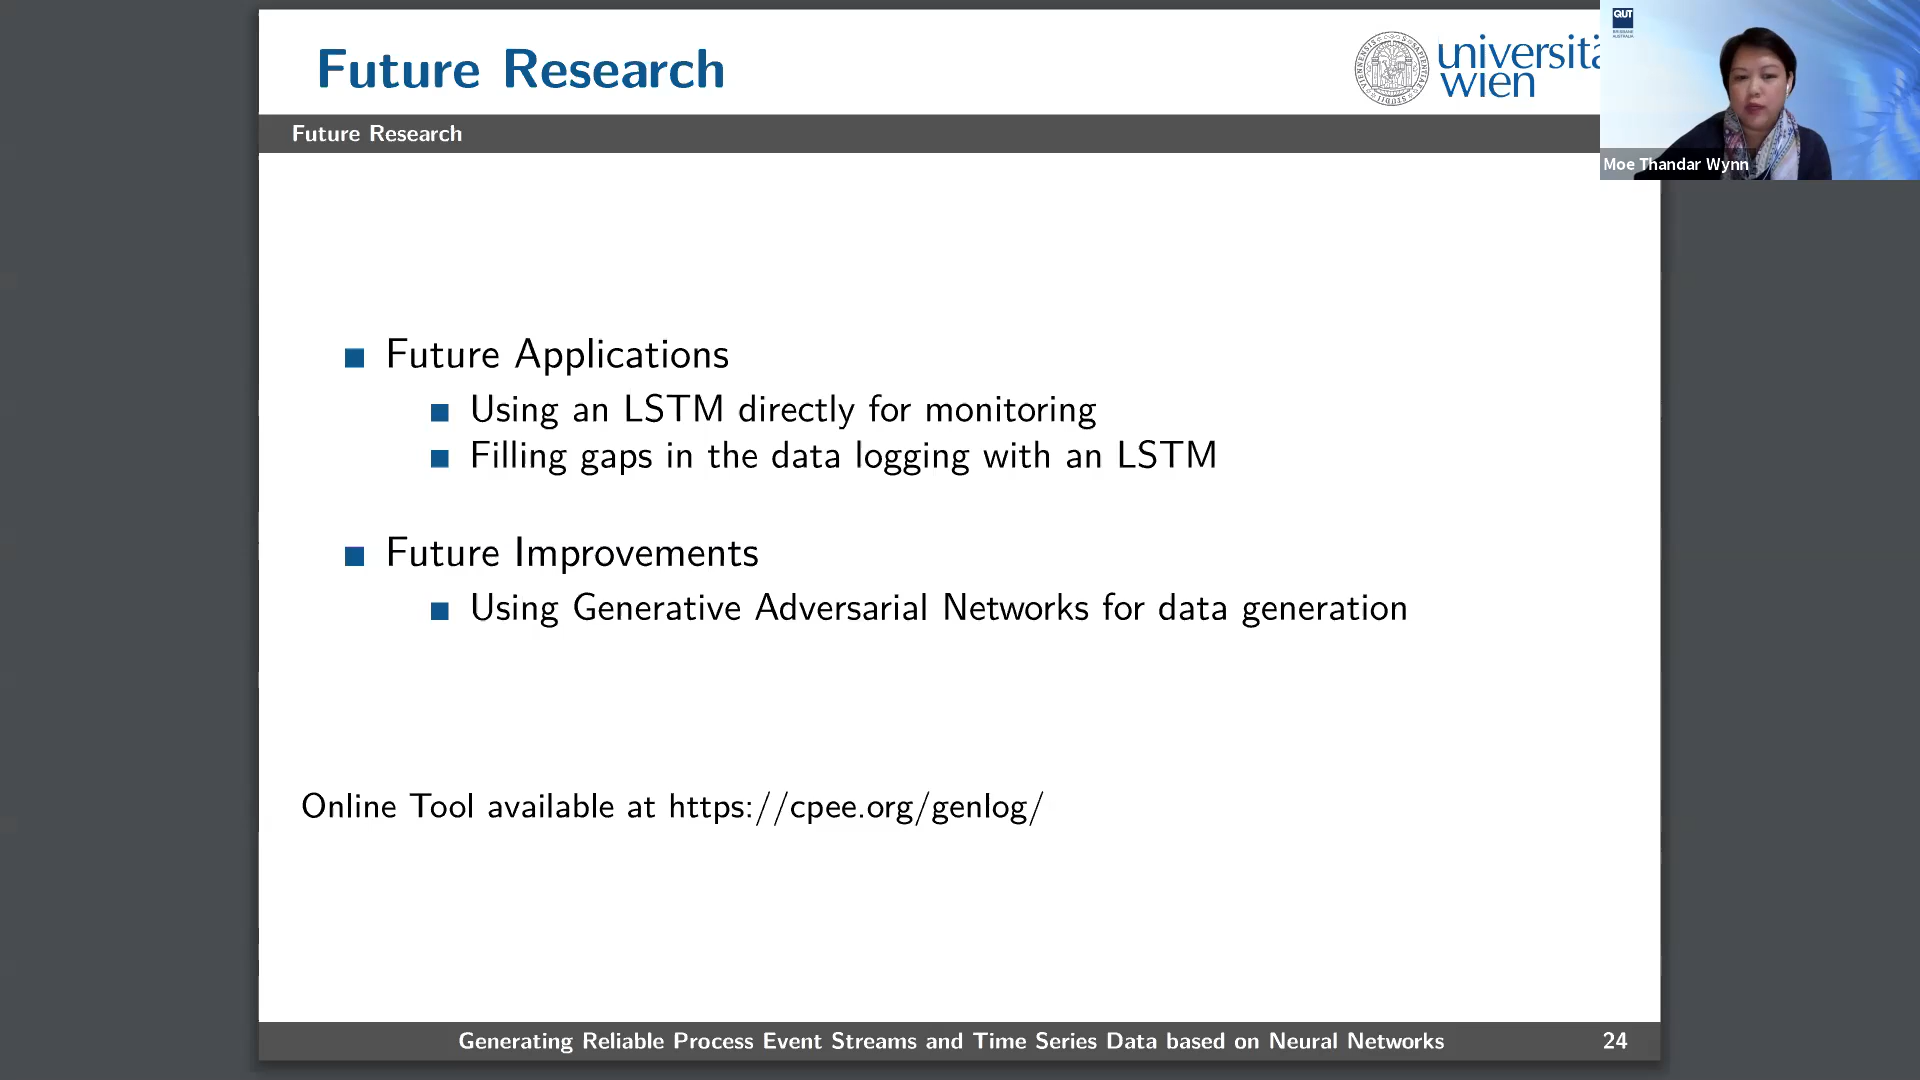 Future Research
universitä
wien
QUT
Moe Thandar Wynn
Future Research
Future Applications
Using an LSTM directly for monitoring
Filling gaps in the data logging with an LSTM
Future Improvements
Using Generative Adversarial Networks for data generation
Online Tool available at https://cpee.org/genlog/
Generating Reliable Process Event Streams and Time Series Data based on Neural Networks 24